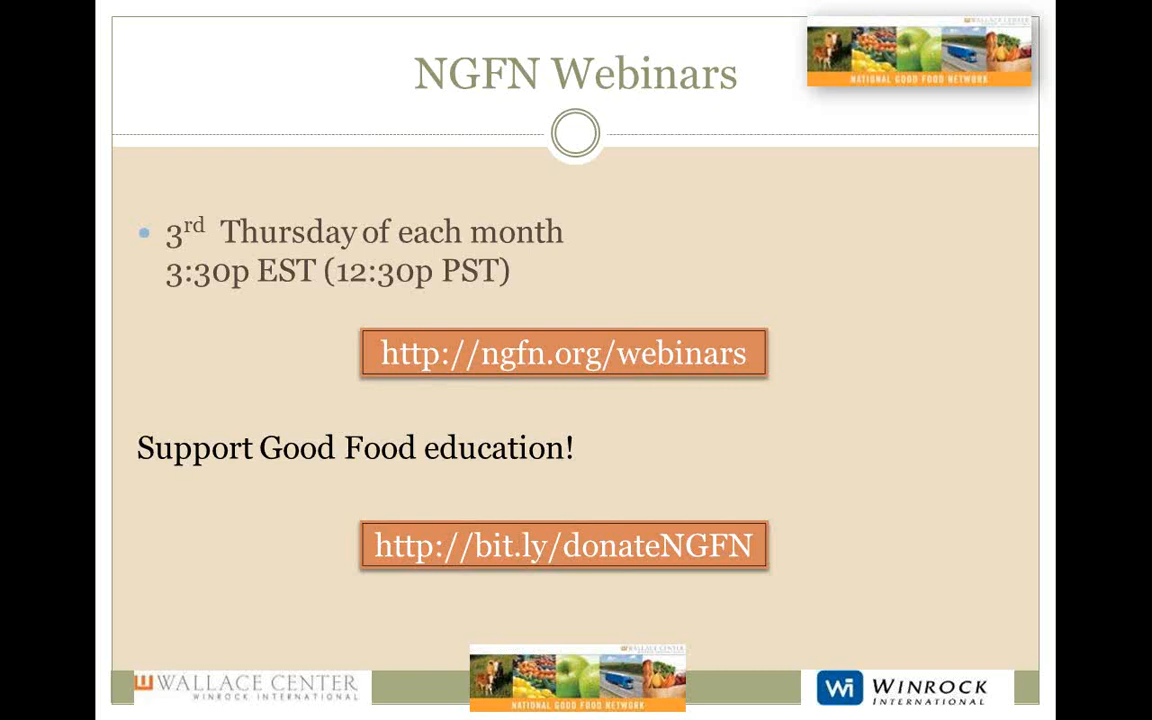 WALLACE CENTER
NATIONAL GOOD FOOD NETWORK
NGFN Webinars
• 3rd Thursday of each month
3:30p EST (12:30p PST)
http://ngfn.org/webinars
Support Good Food education!
http://bit.ly/donateNGFN
WALLACE CENTER
WINROCK INTERNATIONAL
WALLACE CENTER
NATIONAL GOOD FOOD NETWORK
Wi WINROCK
INTERNATIONAL